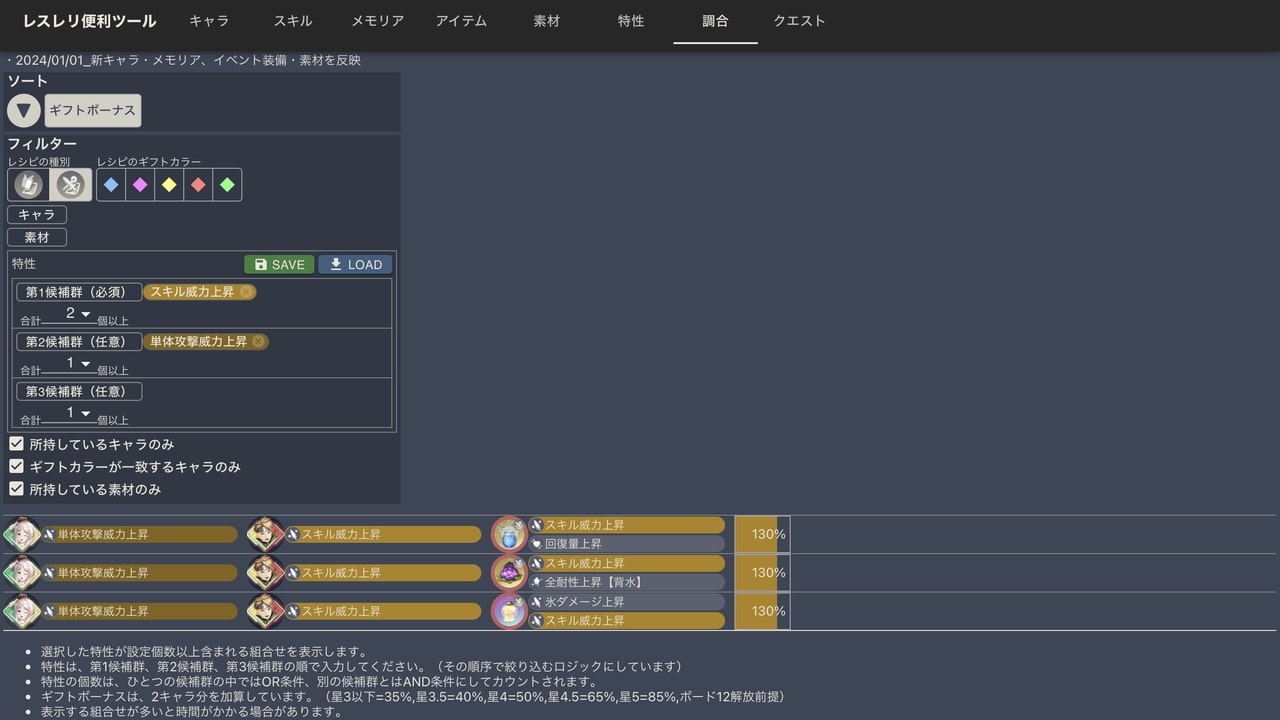 レスレリ便利ツール キャラ スキル メモリア アイテム 素材 特性 調合 クエスト
・2024/01/01_新キャラ・メモリア、イベント装備・素材を反映
ソート
ギフトボーナス
フィルター
レシピの種別 レシピのギフトカラー
キャラ
素材
特性 SAVE LOAD
第1候補群（必須） スキル威力上昇
合計 2 個以上
第2候補群（任意） 単体攻撃威力上昇
合計 1 個以上
第3候補群（任意）
合計 1 個以上
所持しているキャラのみ
ギフトカラーが一致するキャラのみ
所持している素材のみ
単体攻撃威力上昇 スキル威力上昇 スキル威力上昇 回復量上昇 130%
単体攻撃威力上昇 スキル威力上昇 スキル威力上昇 全耐性上昇【背水】 130%
単体攻撃威力上昇 スキル威力上昇 氷ダメージ上昇 スキル威力上昇 130%
• 選択した特性が設定個数以上含まれる組合せを表示します。
• 特性は、第1候補群、第2候補群、第3候補群の順で入力してください。（その順序で絞り込むロジックにしています）
• 特性の個数は、ひとつの候補群の中ではOR条件、別の候補群とはAND条件にしてカウントされます。
• ギフトボーナスは、2キャラ分を加算しています。（星3以下=35%,星3.5=40%,星4=50%,星4.5=65%,星5=85%,ボード12解放前提）
• 表示する組合せが多いと時間がかかる場合があります。